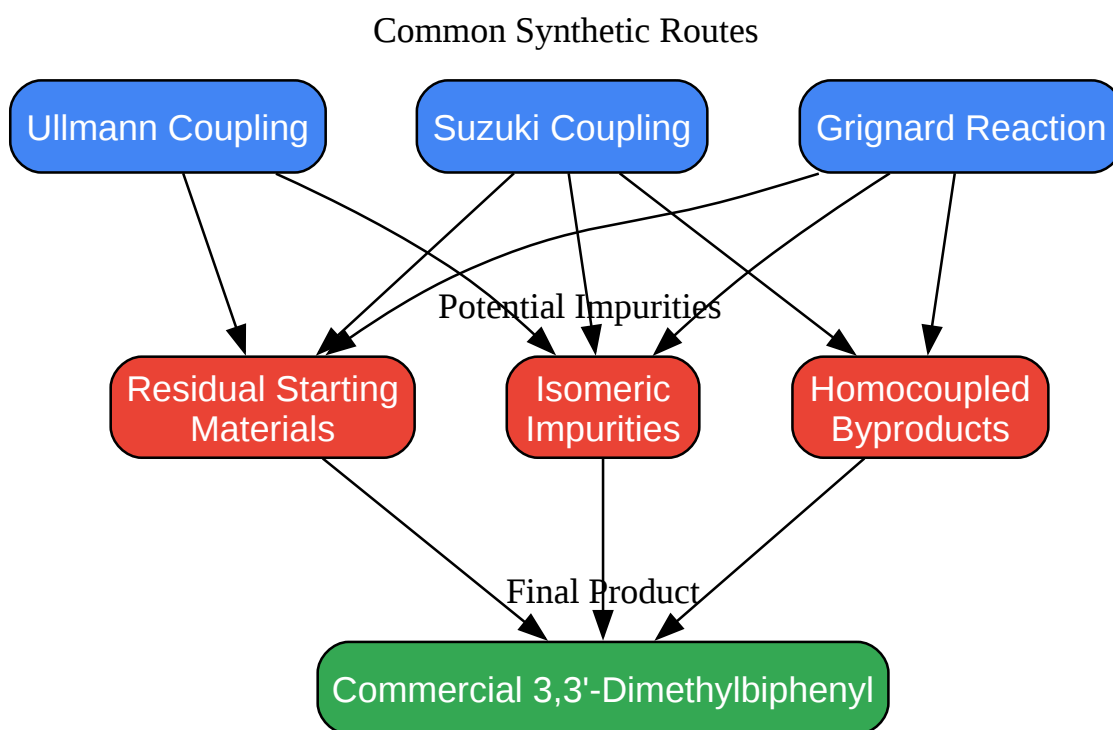 Common Synthetic Routes
Ullmann Coupling
Suzuki Coupling
Grignard Reaction
Potential Impurities
Residual Starting
Materials
Isomeric
Impurities
Homocoupled
Byproducts
Final Product
Commercial 3,3'-Dimethylbiphenyl